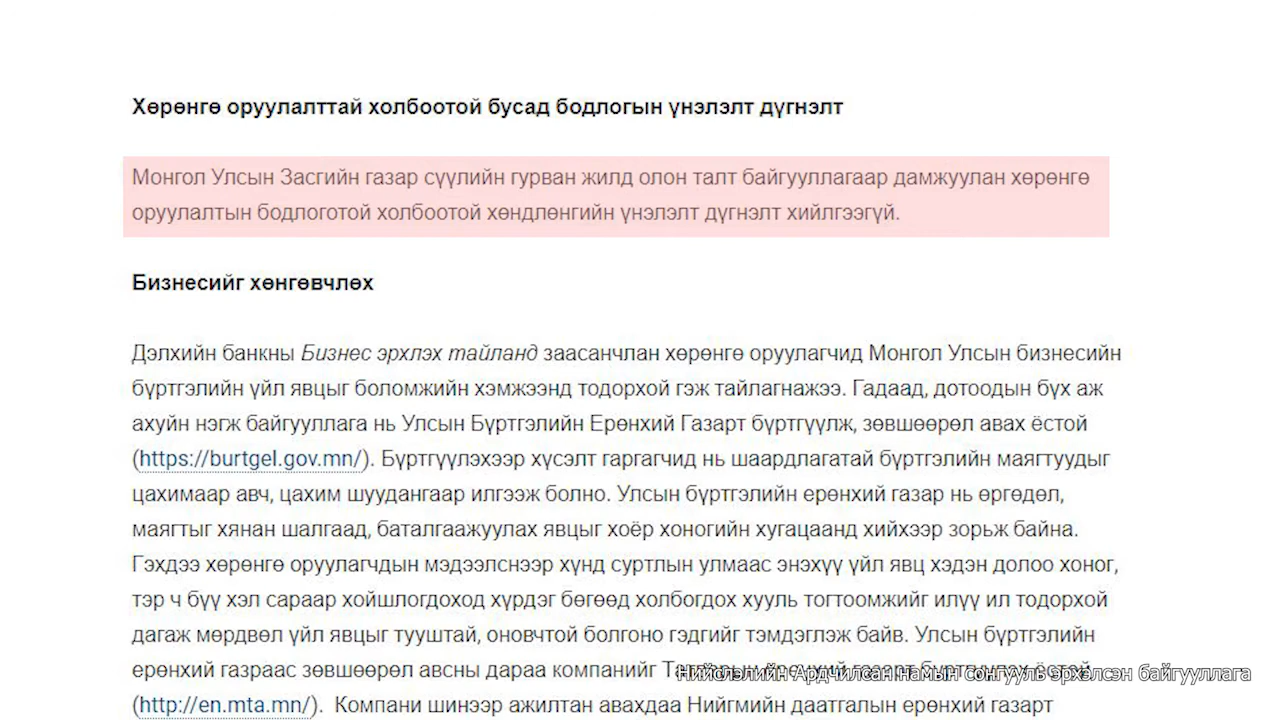 Хөрөнгө оруулалттай холбоотой бусад бодлогын үнэлэлт дүгнэлт
Монгол Улсын Засгийн газар сүүлийн гурван жилд олон талт байгууллагаар дамжуулан хөрөнгө
оруулалтын бодлоготой холбоотой хөндлөнгийн үнэлэлт дүгнэлт хийлгээгүй.
Бизнесийг хөнгөвчлөх
Дэлхийн банкны Бизнес эрхлэх тайланд заасанчлан хөрөнгө оруулагчид Монгол Улсын бизнесийн
бүртгэлийн үйл явцыг боломжийн хэмжээнд тодорхой гэж тайлагнажээ. Гадаад, дотоодын бүх аж
ахуйн нэгж байгууллага нь Улсын Бүртгэлийн Ерөнхий Газарт бүртгүүлж, зөвшөөрөл авах ёстой
(https://burtgel.gov.mn/). Бүртгүүлэхээр хүсэлт гаргагчид нь шаардлагатай бүртгэлийн маягтуудыг
цахимаар авч, цахим шуудангаар илгээж болно. Улсын бүртгэлийн ерөнхий газар нь өргөдөл,
маягтыг хянан шалгаад, баталгаажуулах явцыг хоёр хоногийн хугацаанд хийхээр зорьж байна.
Гэхдээ хөрөнгө оруулагчдын мэдээлснээр хүнд суртлын улмаас энэхүү үйл явц хэдэн долоо хоног,
тэр ч бүү хэл сараар хойшлогдоход хүрдэг бөгөөд холбогдох хууль тогтоомжийг илүү ил тодорхой
дагаж мөрдвөл үйл явцыг тууштай, оновчтой болгоно гэдгийг тэмдэглэж байв. Улсын бүртгэлийн
ерөнхий газраас зөвшөөрөл авсны дараа компанийг
Нийслэлийн Ардчилсан намын сонгууль эрхэлсэн байгууллага
(http://en.mta.mn/). Компани шинээр ажилтан авахдаа Нийгмийн даатгалын ерөнхий газарт